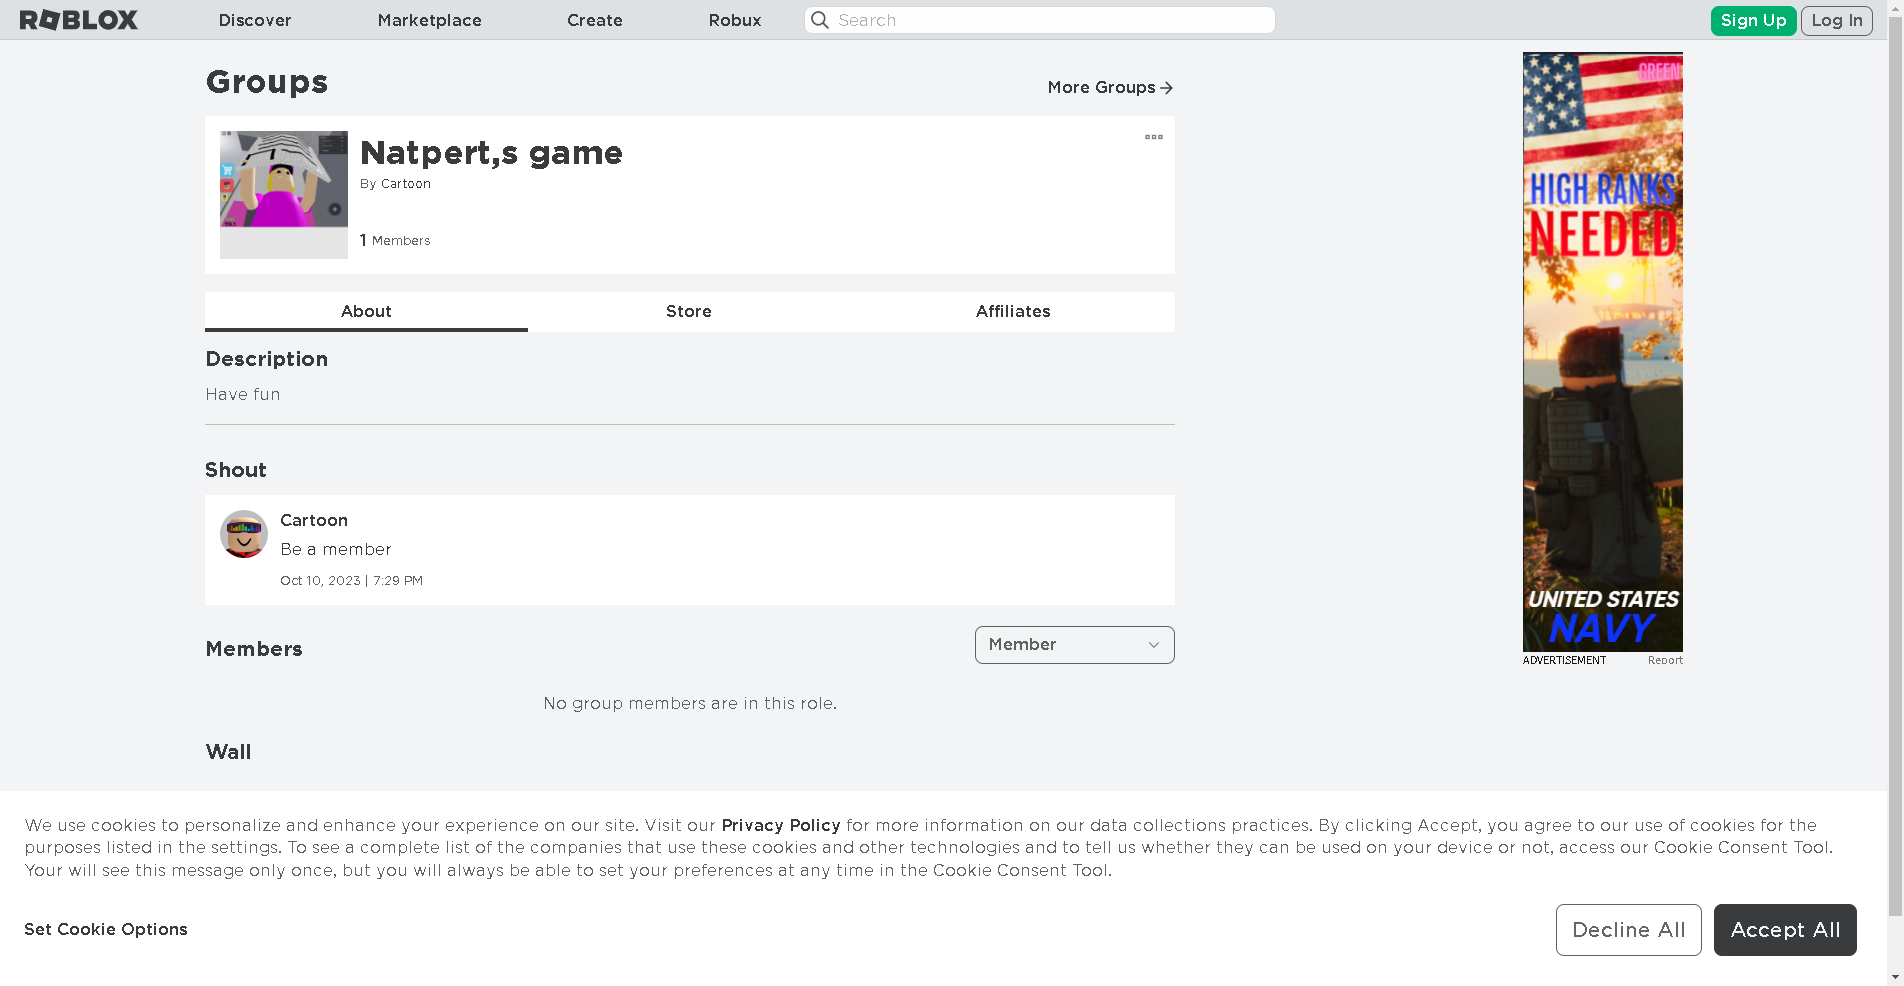 ROBLOX
Discover
Marketplace
Create
Robux
Search
Sign Up
Log In
Groups
More Groups
Natpert,s game
By Cartoon
1 Members
About
Store
Affiliates
Description
Have fun
Shout
Cartoon
Be a member
Oct 10, 2023 | 7:29 PM
Members
Member
No group members are in this role.
Wall
GREEN
HIGH RANKS
NEEDED
UNITED STATES
NAVY
ADVERTISEMENT
Report
We use cookies to personalize and enhance your experience on our site. Visit our Privacy Policy for more information on our data collections practices. By clicking Accept, you agree to our use of cookies for the
purposes listed in the settings. To see a complete list of the companies that use these cookies and other technologies and to tell us whether they can be used on your device or not, access our Cookie Consent Tool.
Your will see this message only once, but you will always be able to set your preferences at any time in the Cookie Consent Tool.
Set Cookie Options
Decline All
Accept All